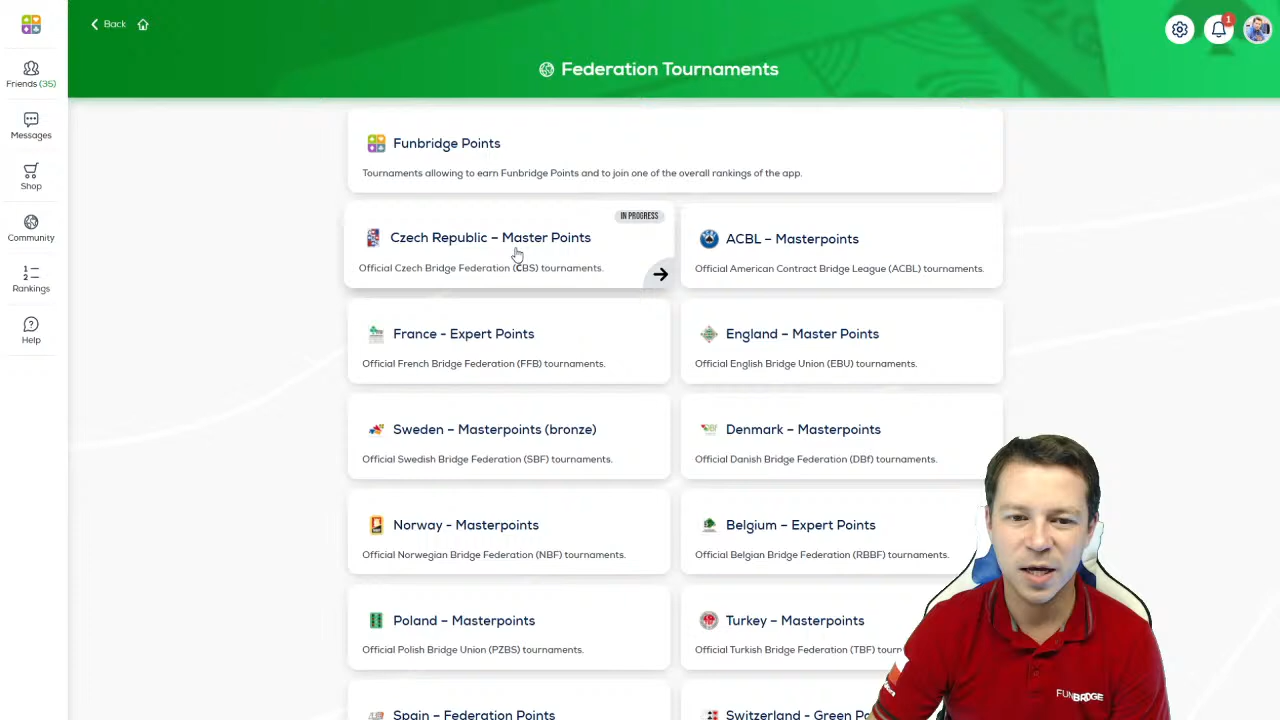 Back
1
Federation Tournaments
Friends (35)
Messages
Shop
Community
Rankings
Help
Funbridge Points
Tournaments allowing to earn Funbridge Points and to join one of the overall rankings of the app.
IN PROGRESS
Czech Republic – Master Points
Official Czech Bridge Federation (CBS) tournaments.
ACBL – Masterpoints
Official American Contract Bridge League (ACBL) tournaments.
France - Expert Points
Official French Bridge Federation (FFB) tournaments.
England – Master Points
Official English Bridge Union (EBU) tournaments.
Sweden – Masterpoints (bronze)
Official Swedish Bridge Federation (SBF) tournaments.
Denmark – Masterpoints
Official Danish Bridge Federation (DBf) tournaments.
Norway - Masterpoints
Official Norwegian Bridge Federation (NBF) tournaments.
Belgium – Expert Points
Official Belgian Bridge Federation (RBBF) tournaments.
Poland – Masterpoints
Official Polish Bridge Union (PZBS) tournaments.
Turkey – Masterpoints
Official Turkish Bridge Federation (TBF) tourn
Spain – Federation Points
Switzerland - Green Po
FUNBRIDGE